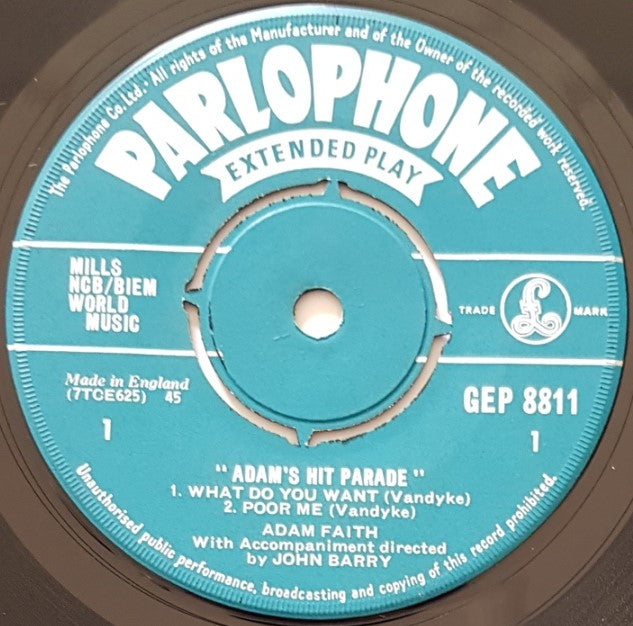 The Parlophone Co. Ltd. All rights of the Manufacturer and of the Owner of the recorded work reserved.
PARLOPHONE
EXTENDED PLAY
MILLS
NCB/BIEM
WORLD
MUSIC
TRADE £ MARK
Made in England
(7TCE625) 45
GEP 8811
1
1
"ADAM'S HIT PARADE"
1. WHAT DO YOU WANT (Vandyke)
2. POOR ME (Vandyke)
ADAM FAITH
With Accompaniment directed
by JOHN BARRY
Unauthorised public performance, broadcasting and copying of this record prohibited.